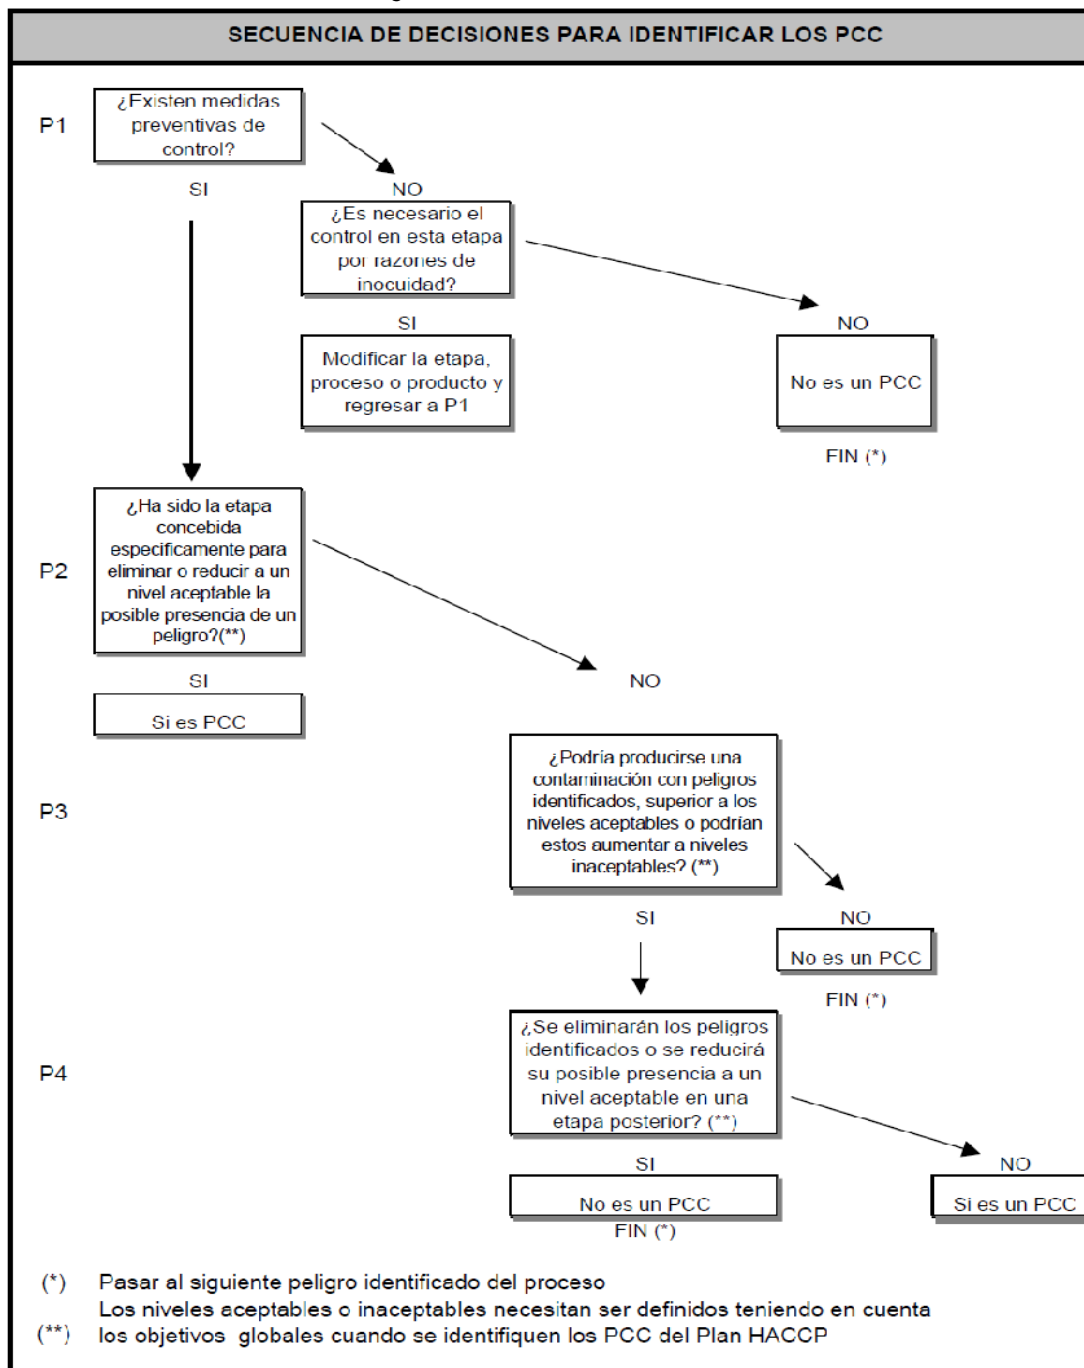 SECUENCIA DE DECISIONES PARA IDENTIFICAR LOS PCC
P1
¿Existen medidas
preventivas de
control?
SI
NO
¿Es necesario el
control en esta etapa
por razones de
inocuidad?
SI
NO
Modificar la etapa,
proceso o producto y
regresar a P1
No es un PCC
FIN (*)
P2
¿Ha sido la etapa
concebida
especificamente para
eliminar o reducir a un
nivel aceptable la
posible presencia de un
peligro?(**)
SI
NO
Si es PCC
P3
¿Podría producirse una
contaminación con peligros
identificados, superior a los
niveles aceptables o podrían
estos aumentar a niveles
inaceptables? (**)
SI
NO
No es un PCC
FIN (*)
P4
¿Se eliminarán los peligros
identificados o se reducirá
su posible presencia a un
nivel aceptable en una
etapa posterior? (**)
SI
NO
No es un PCC
Si es un PCC
FIN (*)
(*) Pasar al siguiente peligro identificado del proceso
Los niveles aceptables o inaceptables necesitan ser definidos teniendo en cuenta
(**) los objetivos globales cuando se identifiquen los PCC del Plan HACCP